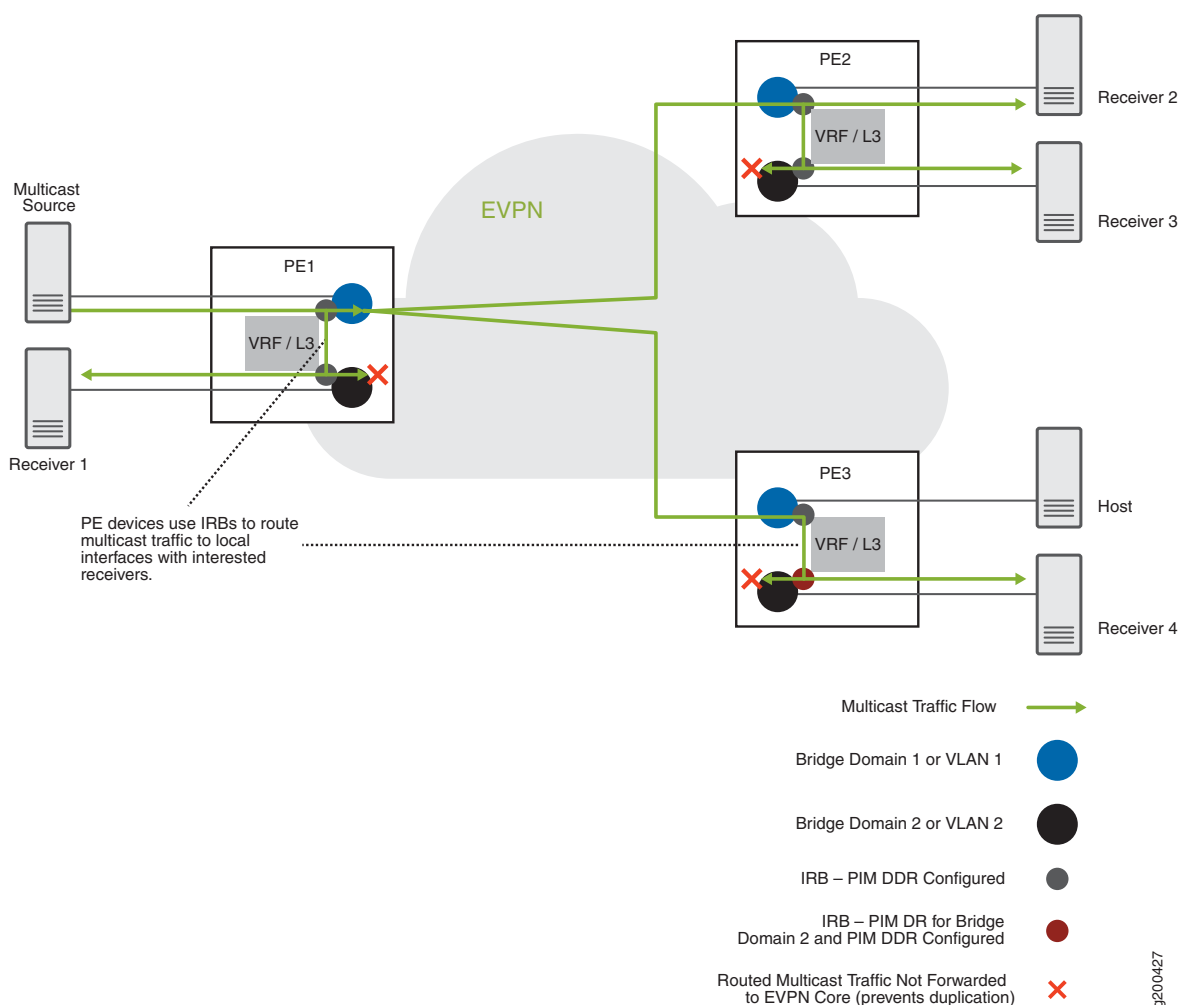 PE2
Receiver 2
VRF / L3
Receiver 3
Multicast
Source
EVPN
PE1
VRF / L3
Receiver 1
PE3
Host
VRF / L3
Receiver 4
PE devices use IRBs to route
multicast traffic to local
interfaces with interested
receivers.
Multicast Traffic Flow
Bridge Domain 1 or VLAN 1
Bridge Domain 2 or VLAN 2
IRB – PIM DDR Configured
IRB – PIM DR for Bridge
Domain 2 and PIM DDR Configured
Routed Multicast Traffic Not Forwarded
to EVPN Core (prevents duplication)
g200427